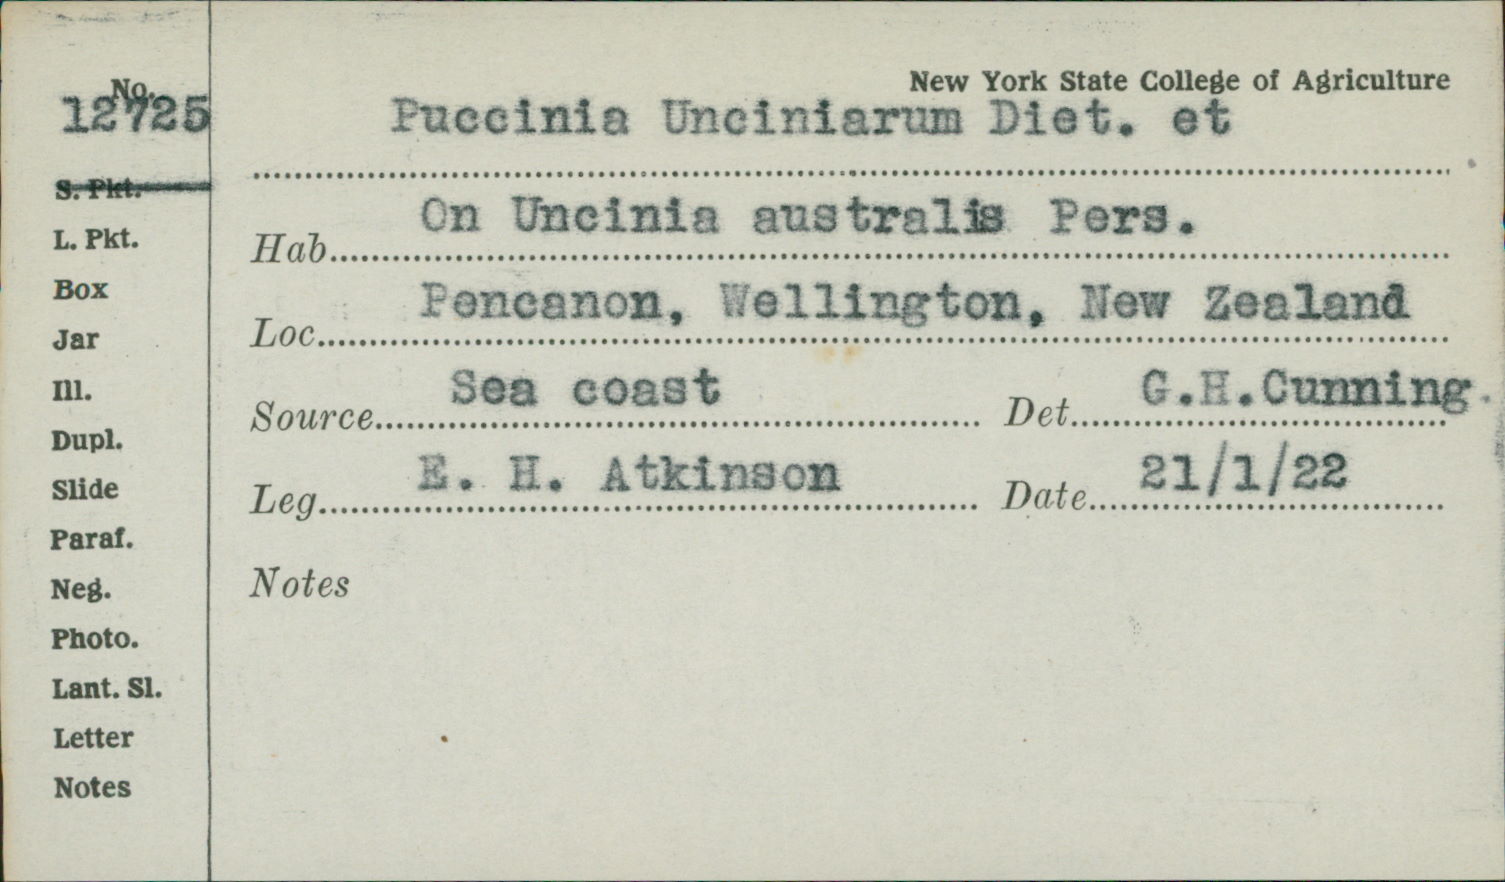 New York State College of Agriculture
No.
12725
Puccinia Unciniarum Diet. et
S. Pkt.
L. Pkt.
Box
Jar
Ill.
Dupl.
Slide
Paraf.
Neg.
Photo.
Lant. Sl.
Letter
Notes
Hab. On Uncinia australis Pers.
Loc. Pencanon, Wellington, New Zealand
Source Sea coast Det. G.H.Cunning.
Leg. E. H. Atkinson Date 21/1/22
Notes